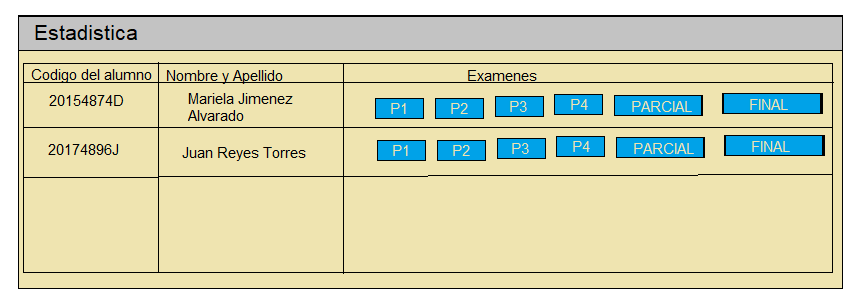 Estadistica
Codigo del alumno Nombre y Apellido Examenes
20154874D Mariela Jimenez Alvarado P1 P2 P3 P4 PARCIAL FINAL
20174896J Juan Reyes Torres P1 P2 P3 P4 PARCIAL FINAL